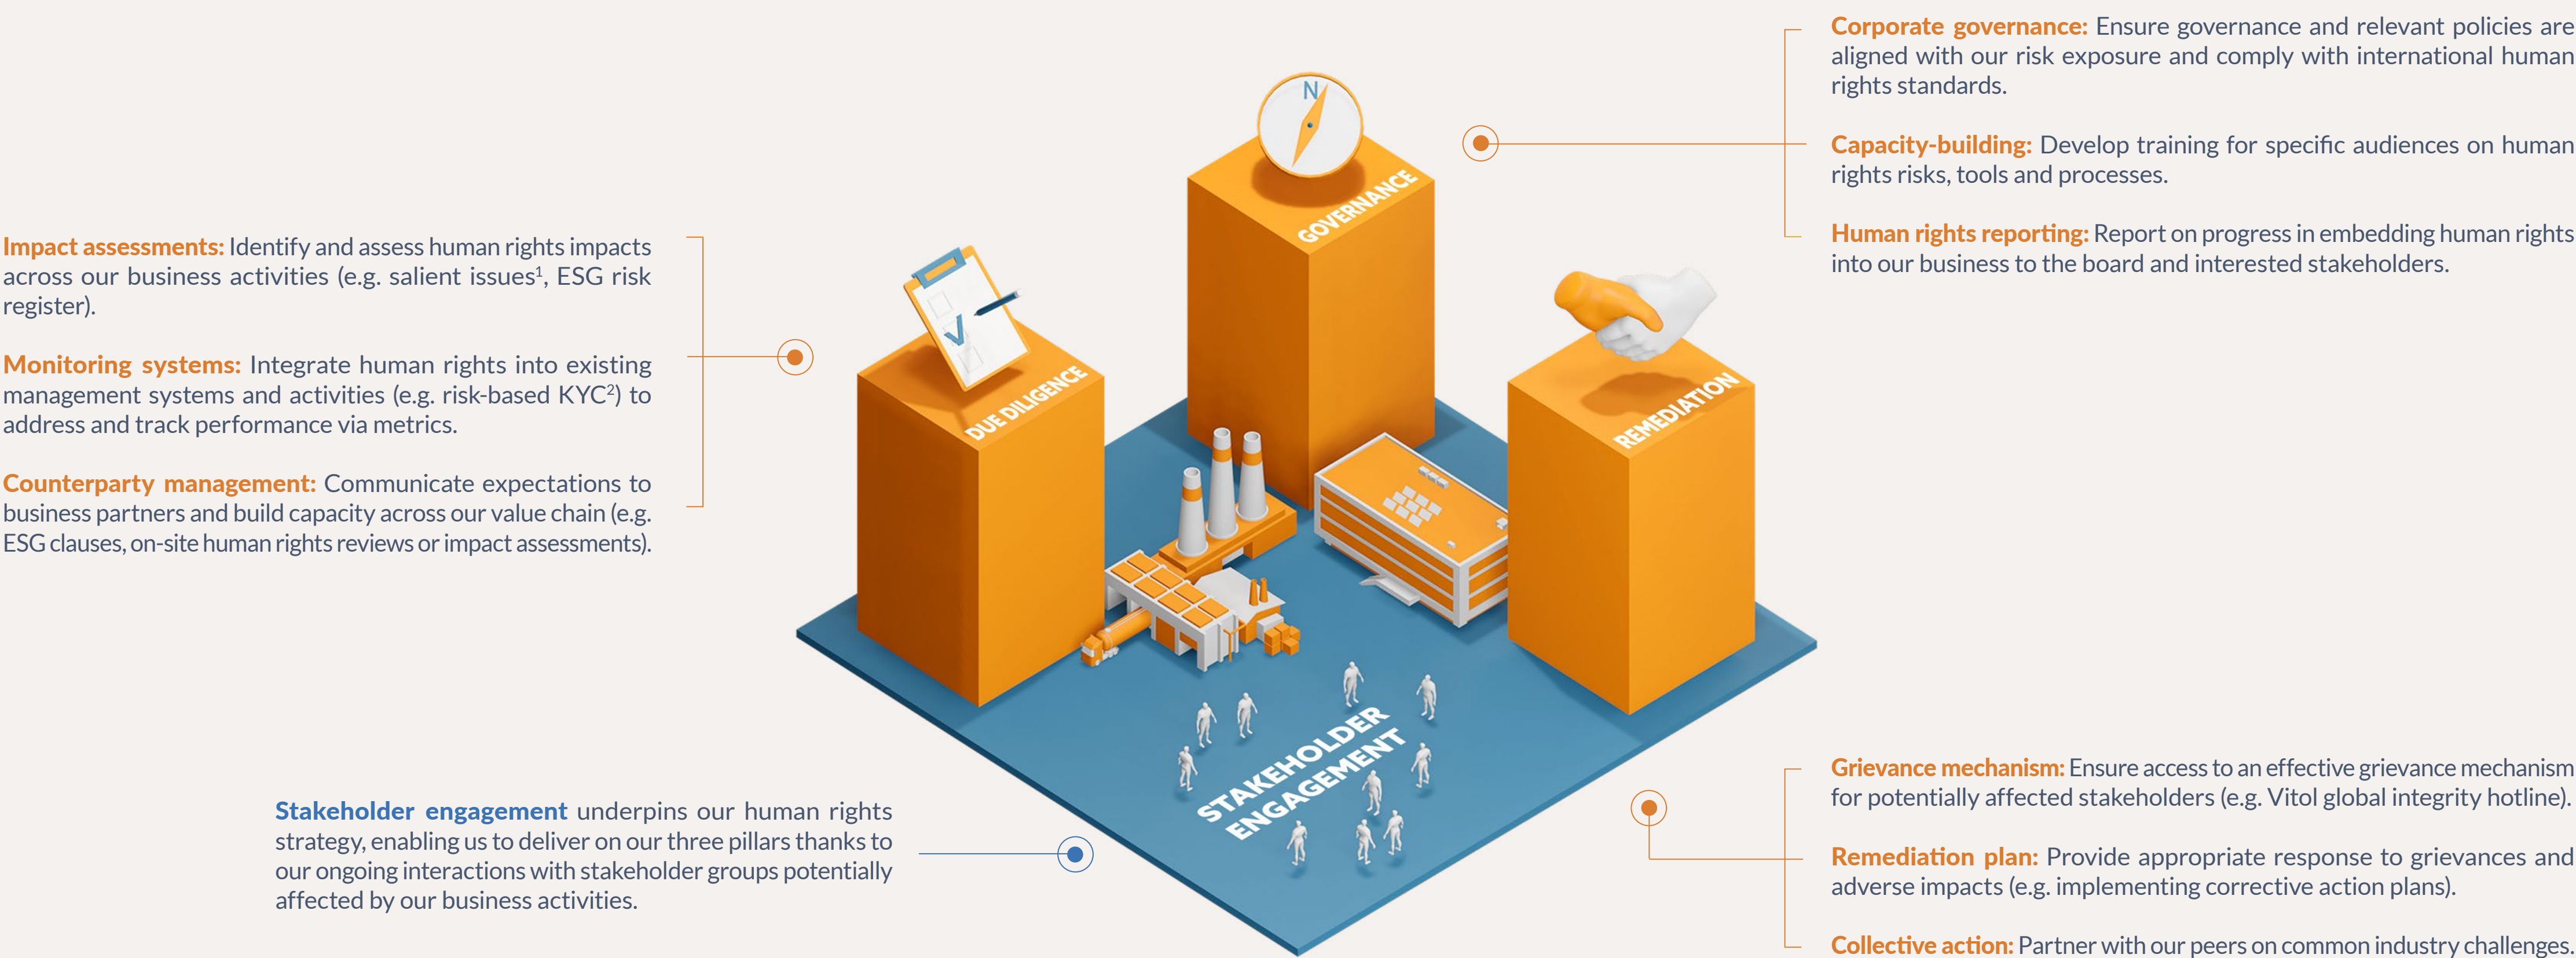 Corporate governance: Ensure governance and relevant policies are
aligned with our risk exposure and comply with international human
rights standards.
Capacity-building: Develop training for specific audiences on human
rights risks, tools and processes.
Human rights reporting: Report on progress in embedding human rights
into our business to the board and interested stakeholders.
N
GOVERNANCE
Impact assessments: Identify and assess human rights impacts
across our business activities (e.g. salient issues¹, ESG risk
register).
Monitoring systems: Integrate human rights into existing
management systems and activities (e.g. risk-based KYC²) to
address and track performance via metrics.
Counterparty management: Communicate expectations to
business partners and build capacity across our value chain (e.g.
ESG clauses, on-site human rights reviews or impact assessments).
DUE DILIGENCE
REMEDIATION
STAKEHOLDER
ENGAGEMENT
Stakeholder engagement underpins our human rights
strategy, enabling us to deliver on our three pillars thanks to
our ongoing interactions with stakeholder groups potentially
affected by our business activities.
Grievance mechanism: Ensure access to an effective grievance mechanism
for potentially affected stakeholders (e.g. Vitol global integrity hotline).
Remediation plan: Provide appropriate response to grievances and
adverse impacts (e.g. implementing corrective action plans).
Collective action: Partner with our peers on common industry challenges.